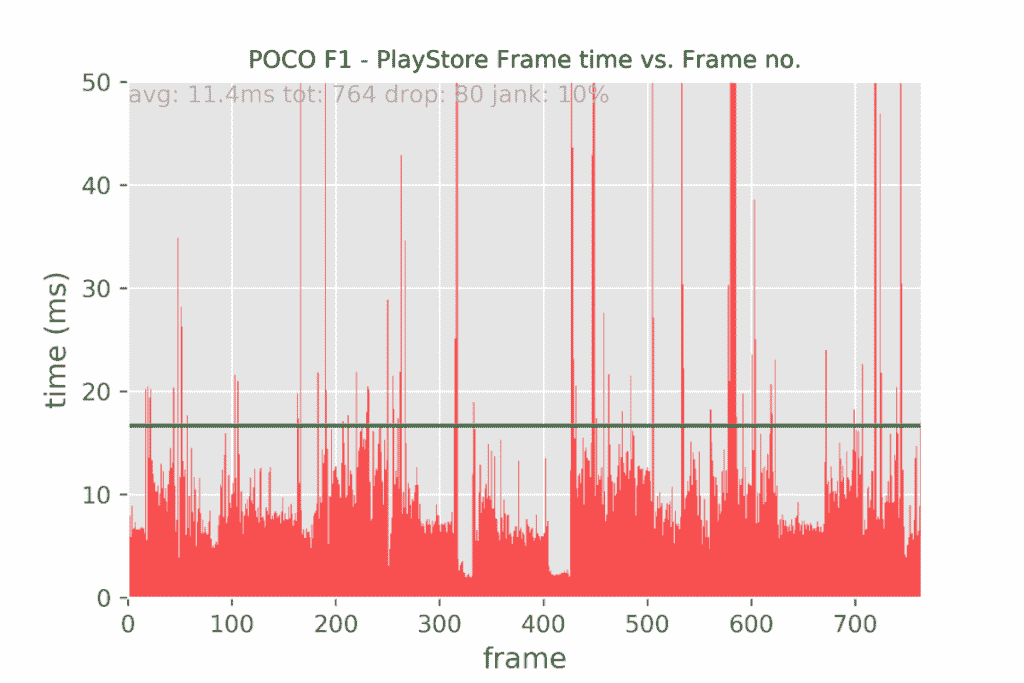 POCO F1 - PlayStore Frame time vs. Frame no.
avg: 11.4ms tot: 764 drop: 80 jank: 10%
50
40
30
20
10
0
time (ms)
0 100 200 300 400 500 600 700
frame